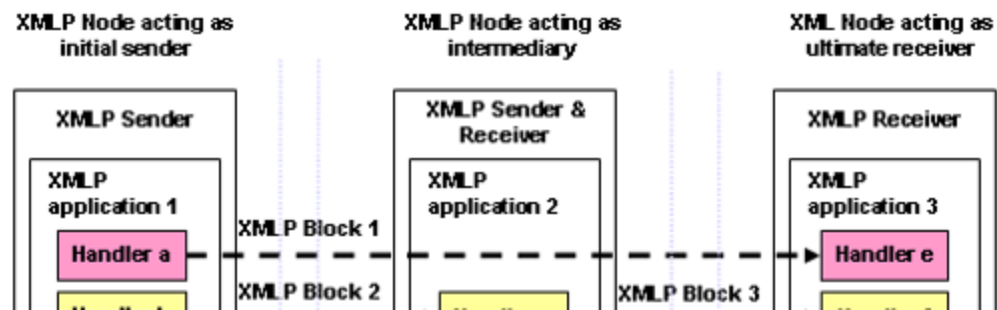 XMLP Node acting as
initial sender
XMLP Node acting as
intermediary
XML Node acting as
ultimate receiver
XMLP Sender
XMLP Sender &
Receiver
XMLP Receiver
XMLP
application 1
XMLP
application 2
XMLP
application 3
XMLP Block 1
Handler a
Handler e
XMLP Block 2
XMLP Block 3